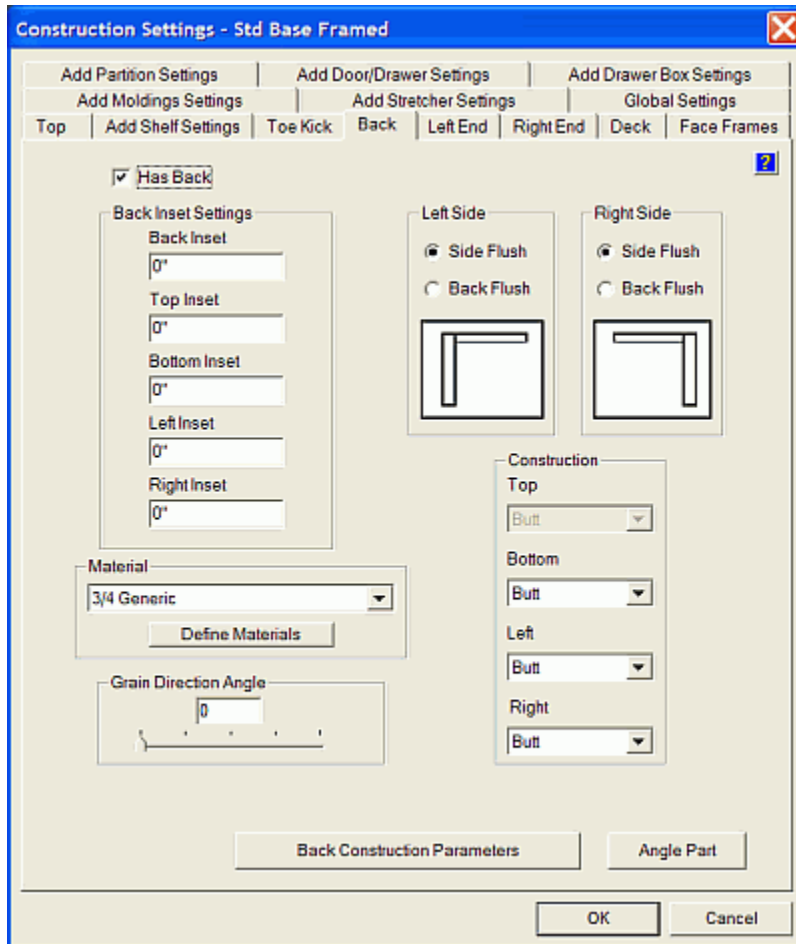 Construction Settings - Std Base Framed
Add Partition Settings
Add Door/Drawer Settings
Add Drawer Box Settings
Add Moldings Settings
Add Stretcher Settings
Global Settings
Top
Add Shelf Settings
Toe Kick
Back
Left End
Right End
Deck
Face Frames
?
Has Back
Back Inset Settings
Back Inset
0"
Top Inset
0"
Bottom Inset
0"
Left Inset
0"
Right Inset
0"
Left Side
Side Flush
Back Flush
Right Side
Side Flush
Back Flush
Construction
Top
Butt
Bottom
Butt
Left
Butt
Right
Butt
Material
3/4 Generic
Define Materials
Grain Direction Angle
0
Back Construction Parameters
Angle Part
OK
Cancel